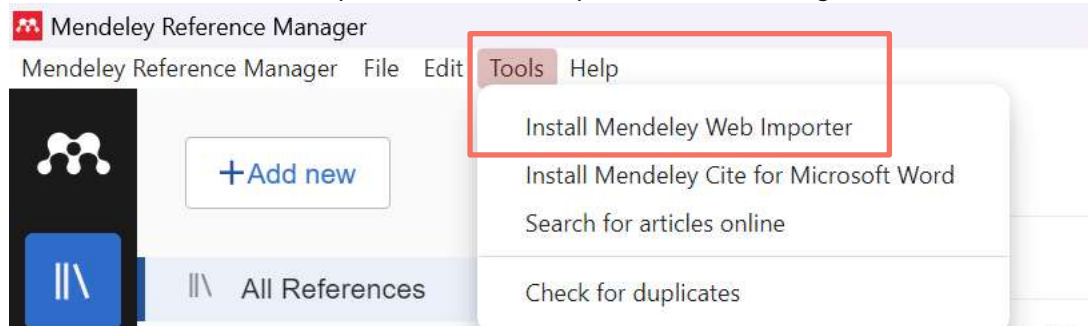 Mendeley Reference Manager
Mendeley Reference Manager File Edit Tools Help
Install Mendeley Web Importer
+Add new
Install Mendeley Cite for Microsoft Word
Search for articles online
All References
Check for duplicates